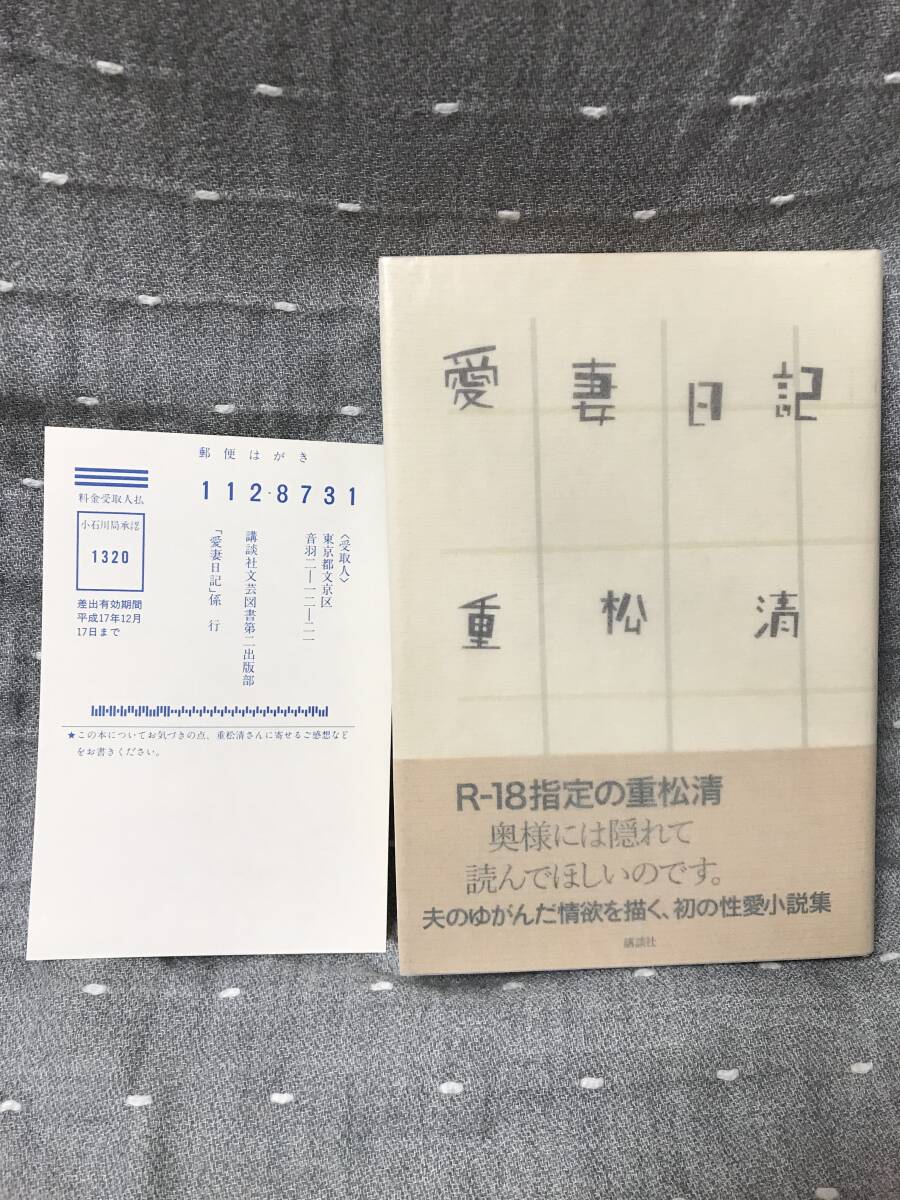 郵便はがき
112-8731
料金受取人払
小石川局承認
1320
差出有効期間
平成17年12月
17日まで
〈受取人〉
東京都文京区
音羽二―一二―二一
講談社文芸図書第二出版部
「愛妻日記」係 行
★この本についてお気づきの点、重松清さんに寄せるご感想など
をお書きください。
愛妻日記
重松清
R-18指定の重松清
奥様には隠れて
読んでほしいのです。
夫のゆがんだ情欲を描く、初の性愛小説集
講談社